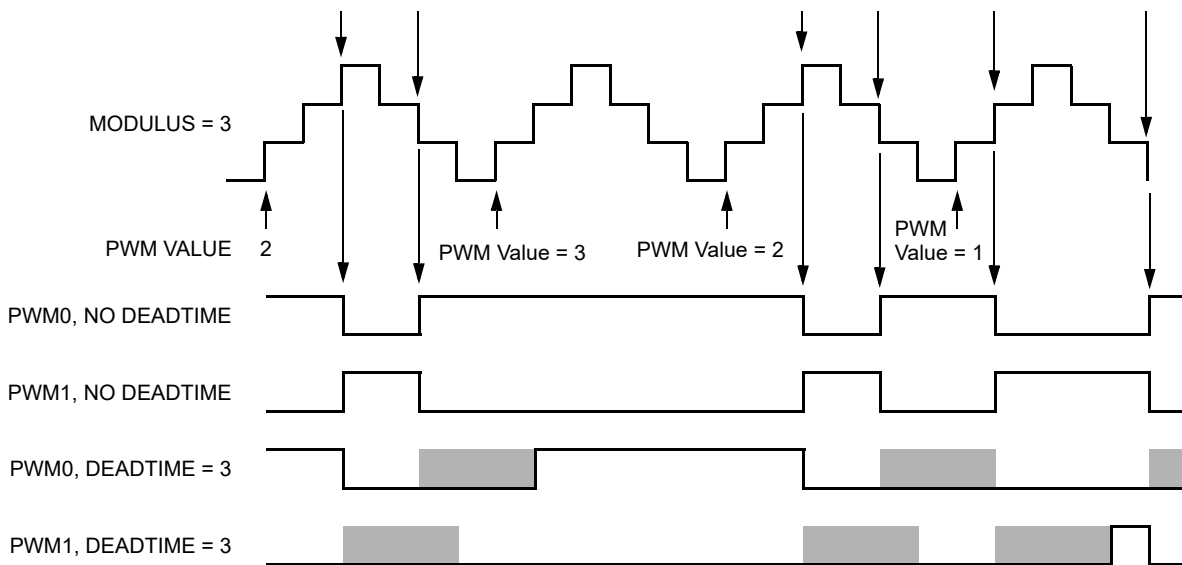 MODULUS = 3
PWM VALUE 2
PWM Value = 3
PWM Value = 2
PWM
Value = 1
PWM0, NO DEADTIME
PWM1, NO DEADTIME
PWM0, DEADTIME = 3
PWM1, DEADTIME = 3